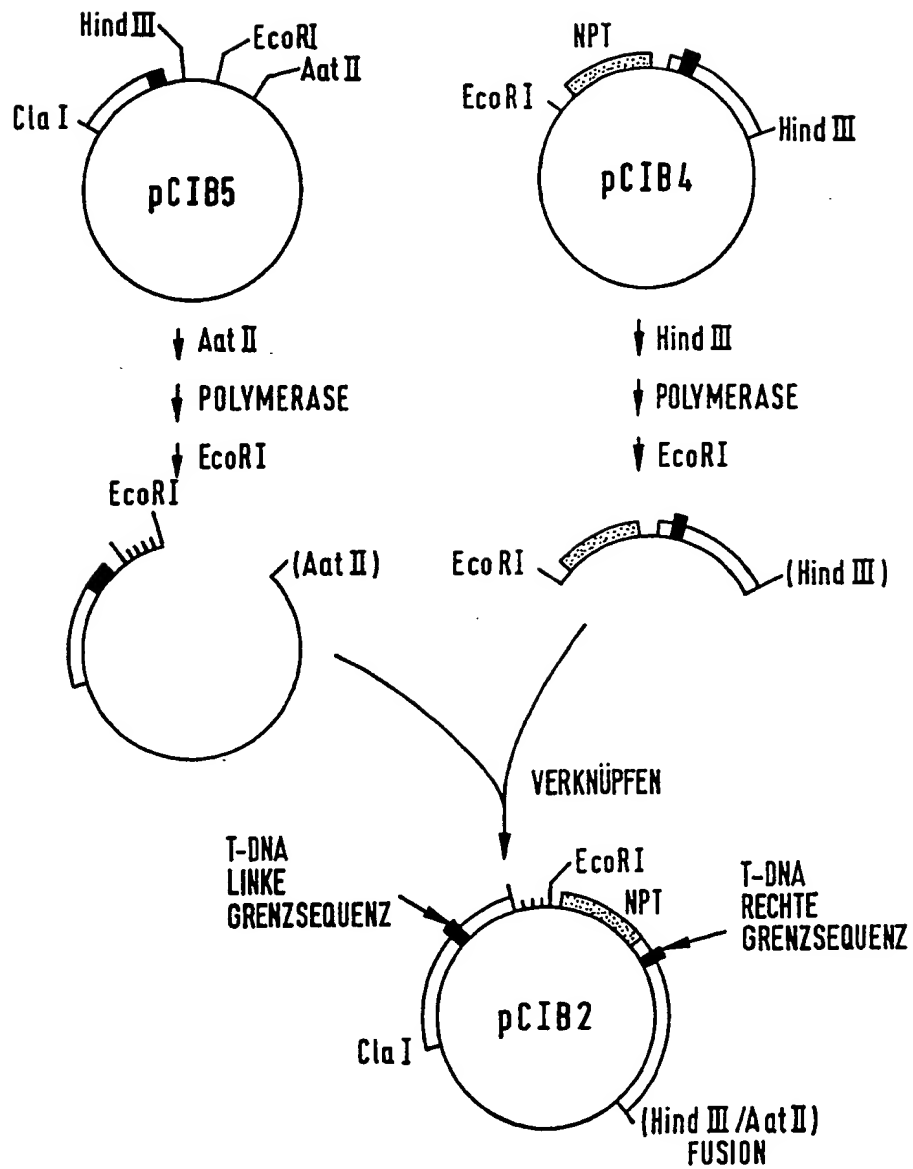 Hind III
EcoRI
Aat II
Cla I
pCIB5
NPT
EcoRI
Hind III
pCIB4
Aat II
POLYMERASE
EcoRI
Hind III
POLYMERASE
EcoRI
EcoRI
(Aat II)
EcoRI
(Hind III)
VERKNÜPFEN
T-DNA
LINKE
GRENZSEQUENZ
EcoRI
NPT
T-DNA
RECHTE
GRENZSEQUENZ
Cla I
pCIB2
(Hind III/Aat II)
FUSION